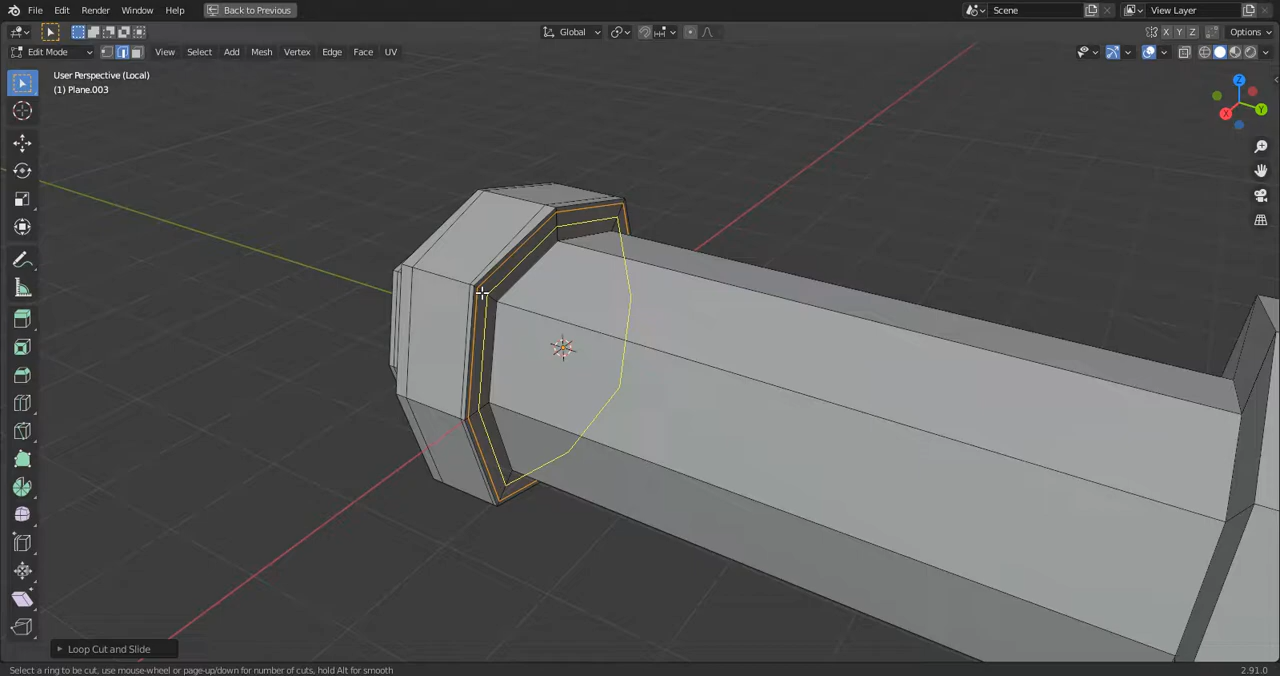 File Edit Render Window Help Back to Previous Scene View Layer
Global Options
X Y Z
Edit Mode View Select Add Mesh Vertex Edge Face UV
User Perspective (Local)
(1) Plane.003
Z
Y
X
Loop Cut and Slide
Select a ring to be cut, use mouse-wheel or page-up/down for number of cuts, hold Alt for smooth 2.91.0